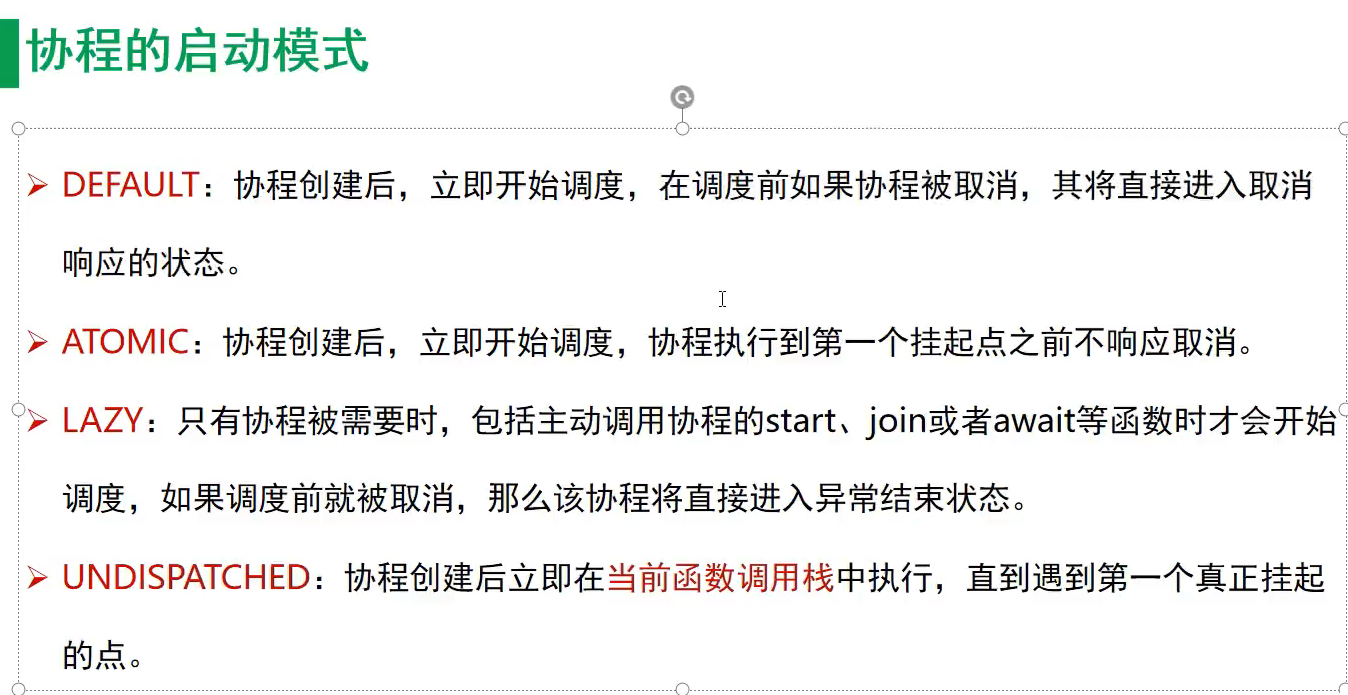 协程的启动模式
DEFAULT：协程创建后，立即开始调度，在调度前如果协程被取消，其将直接进入取消
响应的状态。
ATOMIC：协程创建后，立即开始调度，协程执行到第一个挂起点之前不响应取消。
LAZY：只有协程被需要时，包括主动调用协程的start、join或者await等函数时才会开始
调度，如果调度前就被取消，那么该协程将直接进入异常结束状态。
UNDISPATCHED：协程创建后立即在当前函数调用栈中执行，直到遇到第一个真正挂起
的点。